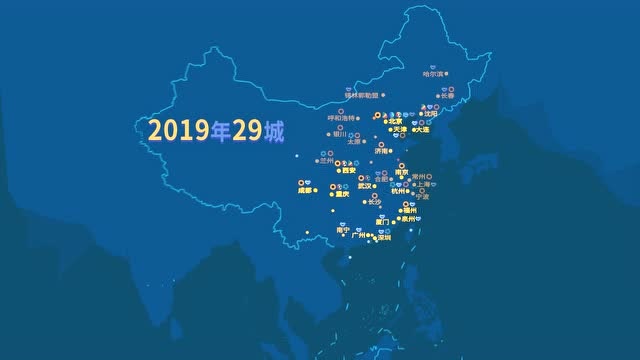 哈尔滨
锡林郭勒盟
长春
呼和浩特
沈阳
北京
2019年29城
银川
天津
大连
太原
济南
兰州
西安
南京
合肥
常州
成都
重庆
武汉
上海
杭州
宁波
长沙
福州
厦门
泉州
南宁
广州
深圳